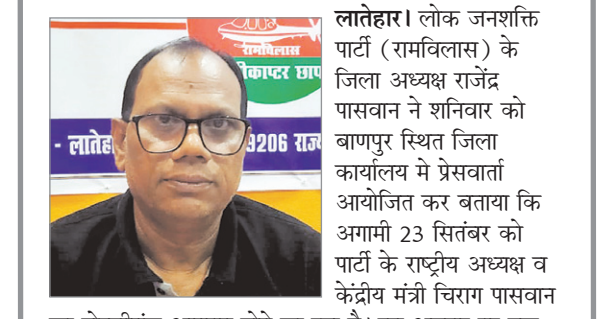 रामविलास
हेलीकाप्टर छाप
- लातेहा
9206 राज्य
लातेहार। लोक जनशक्ति
पार्टी (रामविलास) के
जिला अध्यक्ष राजेंद्र
पासवान ने शनिवार को
बाणपुर स्थित जिला
कार्यालय मे प्रेसवार्ता
आयोजित कर बताया कि
अगामी 23 सितंबर को
पार्टी के राष्ट्रीय अध्यक्ष व
केंद्रीय मंत्री चिराग पासवान